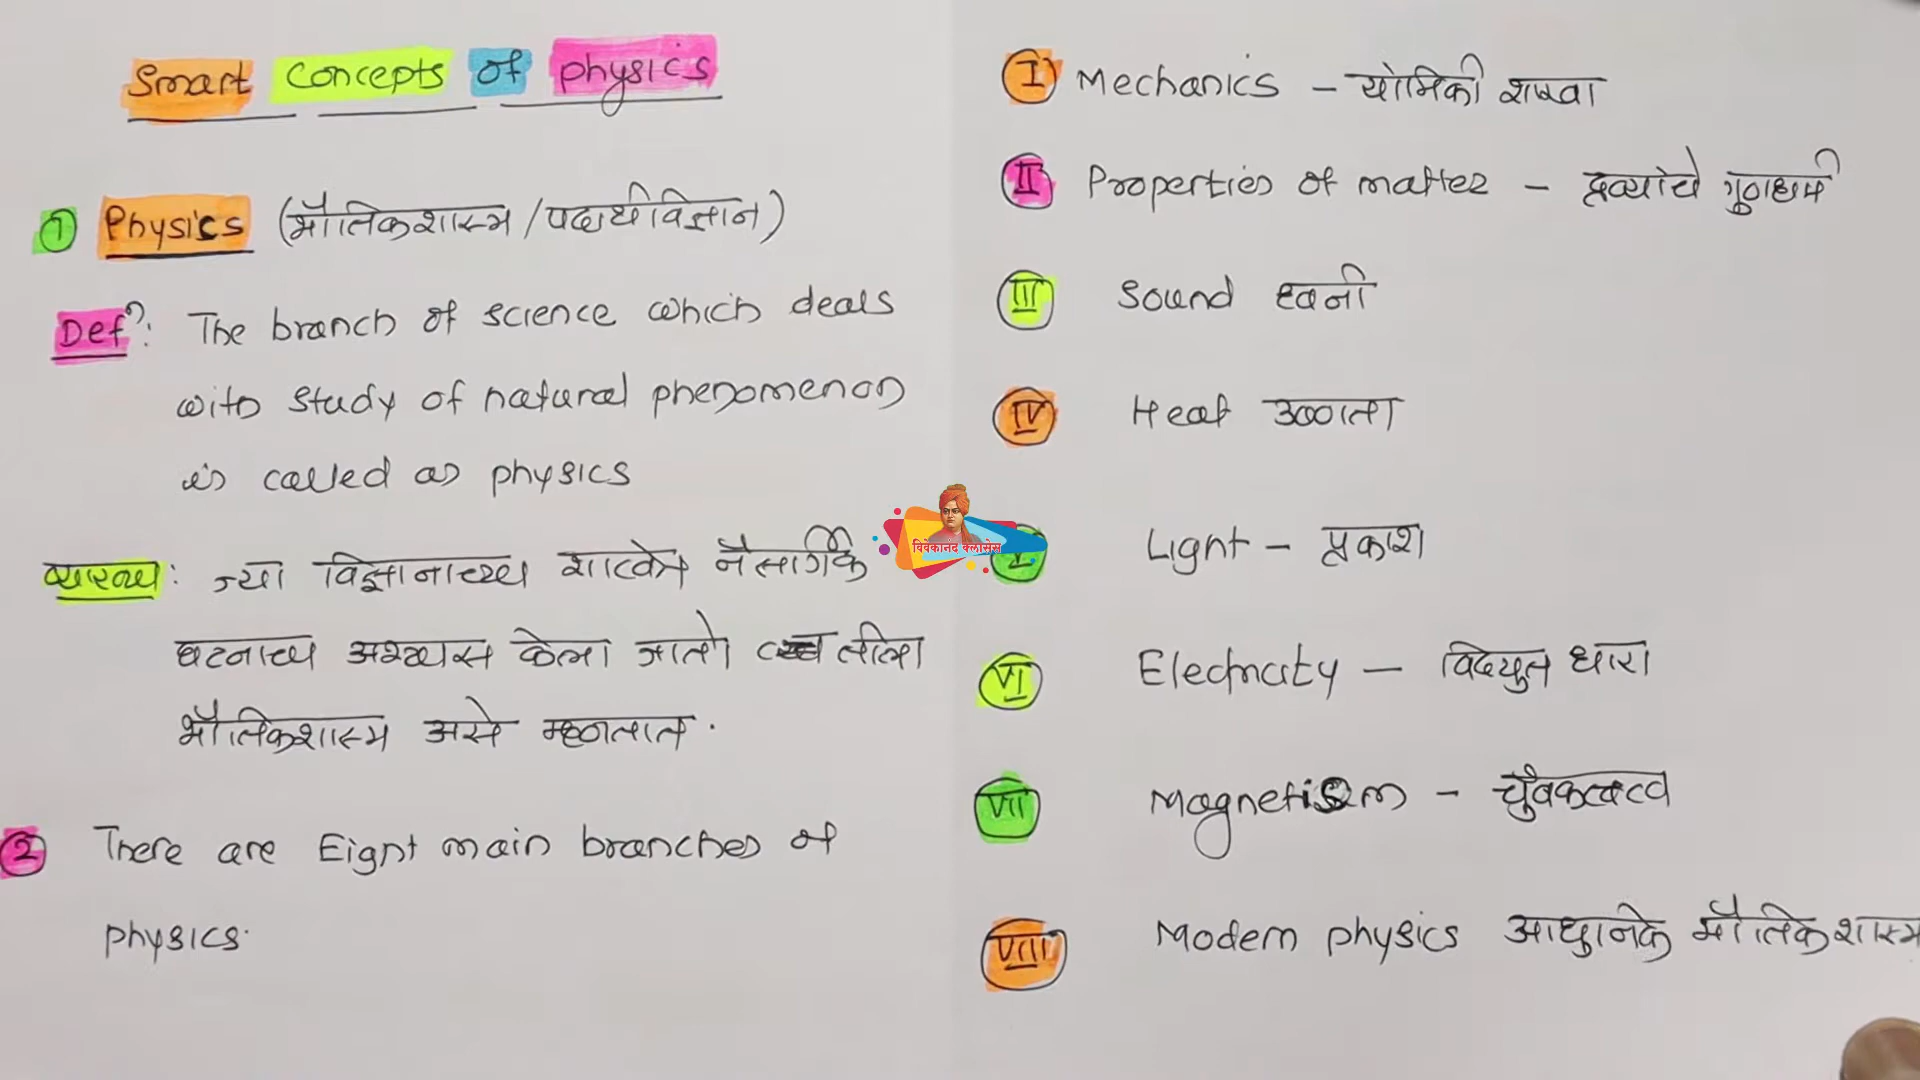 Smart Concepts of physics
① Physics (भौतिकशास्त्र / पदार्थविज्ञान)
Defⁿ: The branch of science which deals
with study of natural phenomenon
is called as physics
व्याख्या: ज्या विज्ञानाच्या शाखेत नैसर्गिक
घटनाचा अभ्यास केला जातो त्या तीला
भौतिकशास्त्र असे म्हणतात.
② There are Eight main branches of
physics.
I Mechanics - यांमिकी शाखा
II Properties of matter - द्रव्यांचे गुणधर्म
III Sound ध्वनी
IV Heat उष्णता
विवेकानंद क्लासेस
V Light - प्रकाश
VI Electricity - विद्युत धारा
VII Magnetism - चुंबकत्व
VIII Modern physics आधुनिक भौतिकशास्त्र